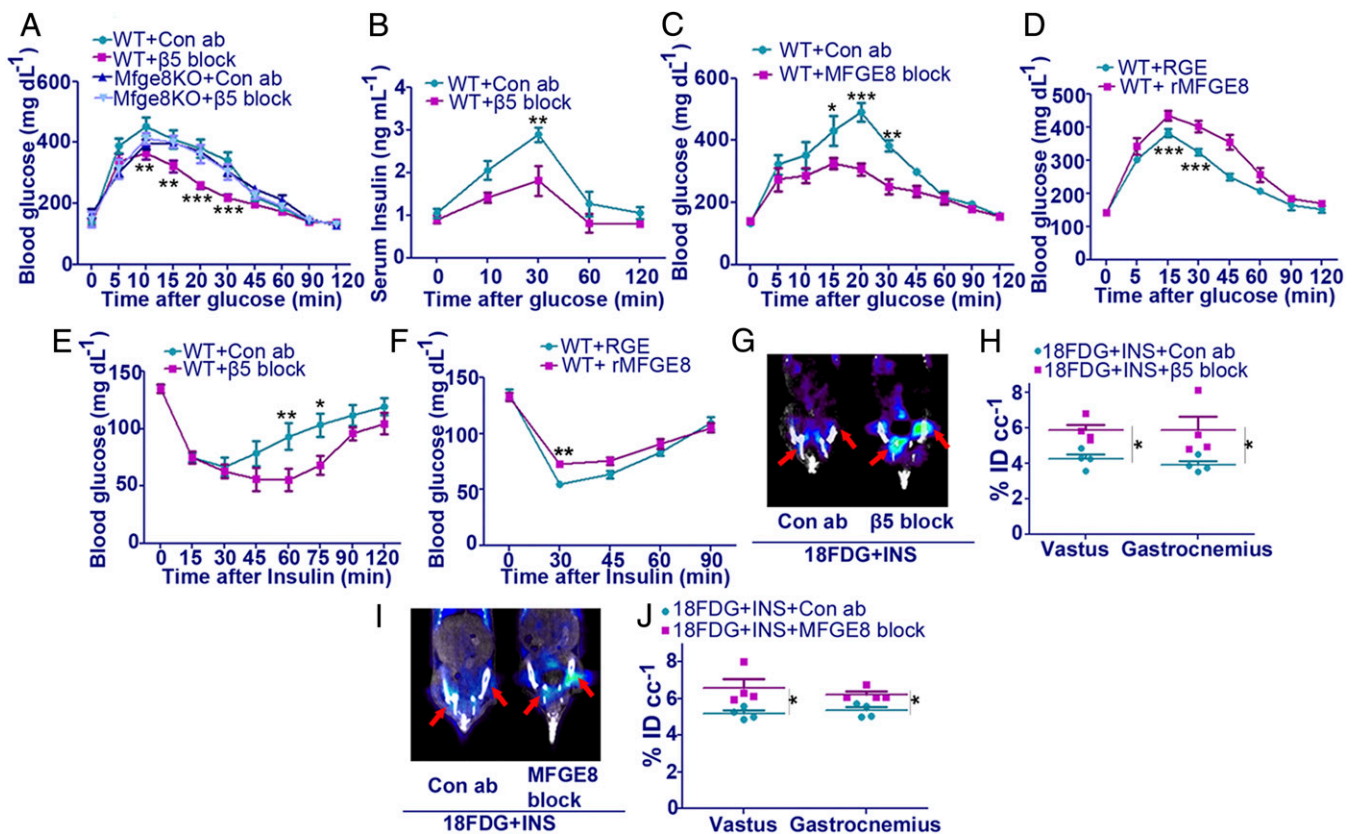 A
WT+Con ab
WT+β5 block
Mfge8KO+Con ab
Mfge8KO+β5 block
Blood glucose (mg dL-1)
600
400
200
0
**
**
***
***
0 5 10 15 20 30 45 60 90 120
Time after glucose (min)
B
WT+Con ab
WT+β5 block
Serum Insulin (ng mL-1)
4
3
2
1
0
**
0 10 30 60 120
Time after glucose (min)
C
WT+Con ab
WT+MFGE8 block
Blood glucose (mg dL-1)
600
400
200
0
*
***
**
0 5 10 15 20 30 45 60 90 120
Time after glucose (min)
D
WT+RGE
WT+ rMFGE8
Blood glucose (mg dL-1)
500
400
300
200
100
0
***
***
0 5 15 30 45 60 90 120
Time after glucose (min)
E
WT+Con ab
WT+β5 block
Blood glucose (mg dL-1)
150
100
50
0
**
*
0 15 30 45 60 75 90 120
Time after Insulin (min)
F
WT+RGE
WT+ rMFGE8
Blood glucose (mg dL-1)
150
100
50
0
**
0 30 45 60 90
Time after Insulin (min)
G
Con ab β5 block
18FDG+INS
H
18FDG+INS+Con ab
18FDG+INS+β5 block
% ID cc-1
8
6
4
2
0
*
*
Vastus Gastrocnemius
I
Con ab MFGE8
block
18FDG+INS
J
18FDG+INS+Con ab
18FDG+INS+MFGE8 block
% ID cc-1
8
6
4
2
0
*
*
Vastus Gastrocnemius